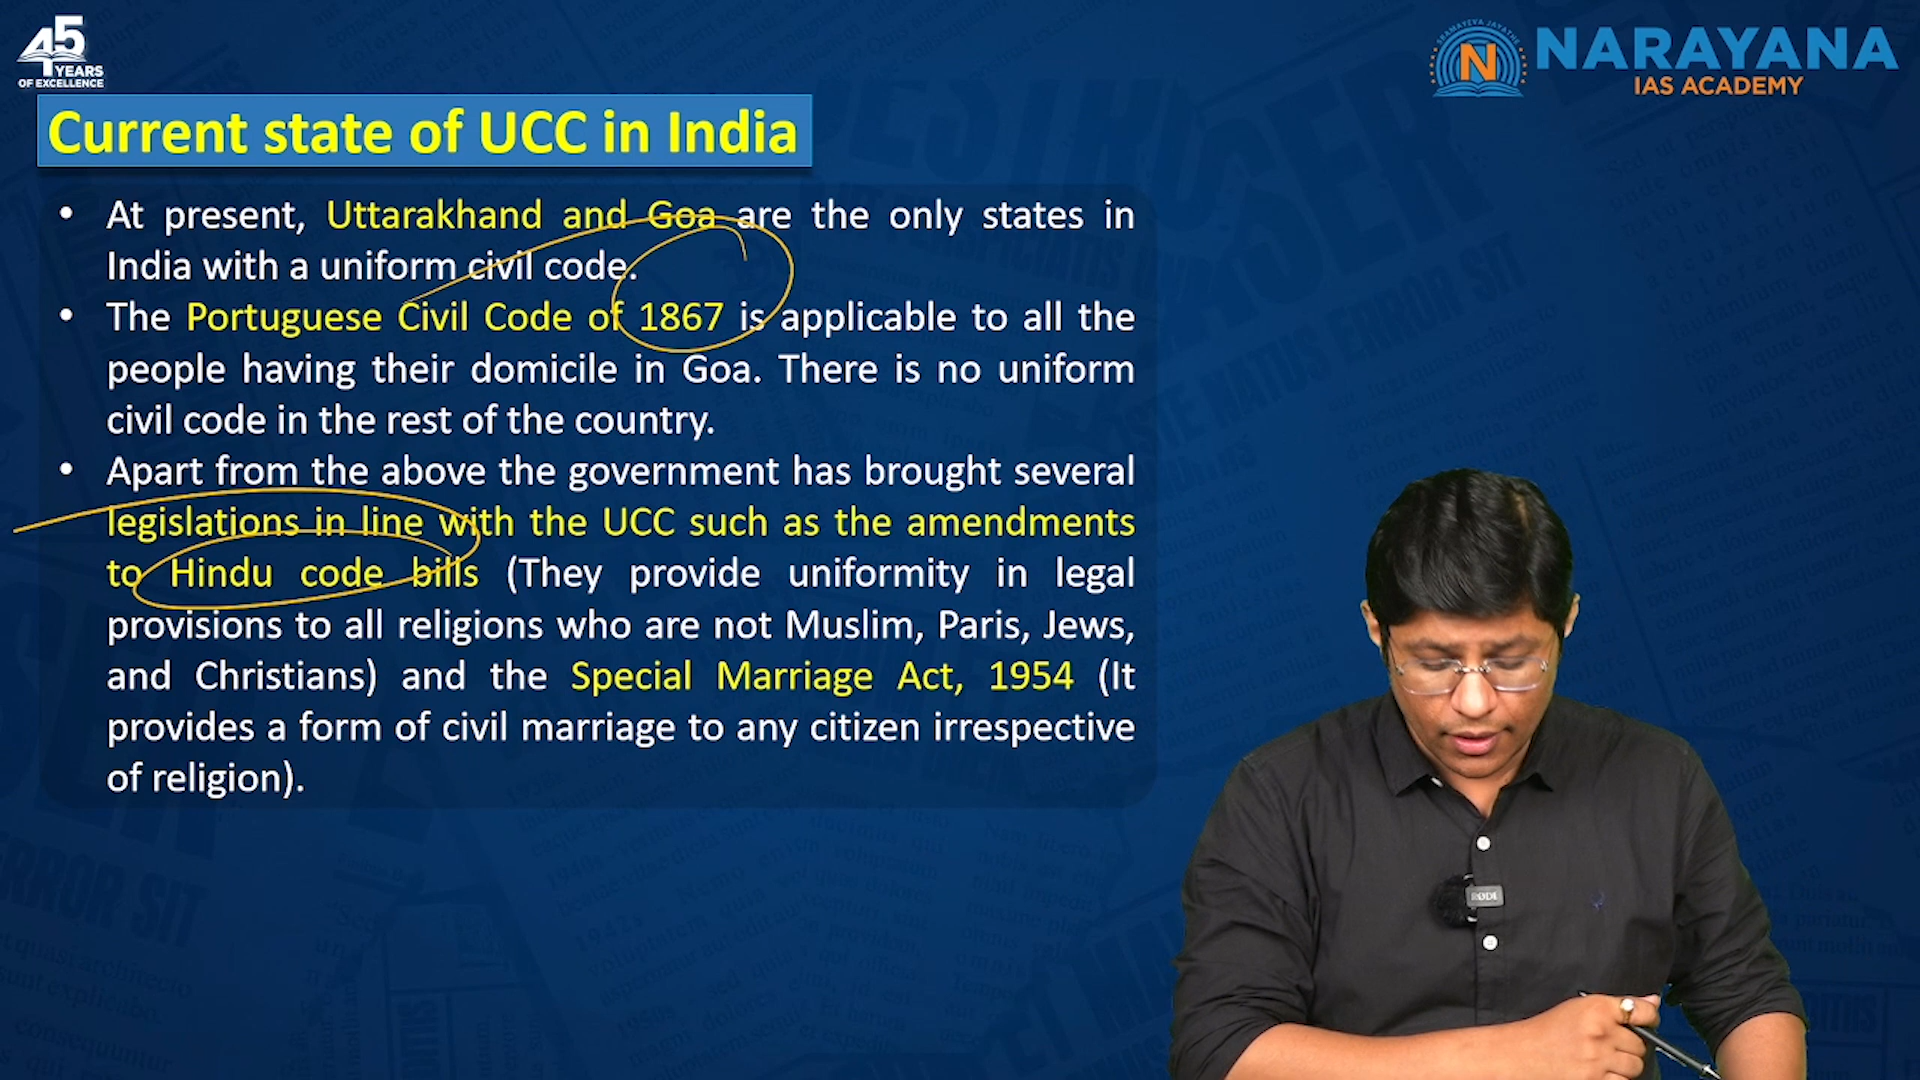 45
YEARS
OF EXCELLENCE
NARAYANA
IAS ACADEMY
N
Current state of UCC in India
• At present, Uttarakhand and Goa are the only states in
India with a uniform civil code.
• The Portuguese Civil Code of 1867 is applicable to all the
people having their domicile in Goa. There is no uniform
civil code in the rest of the country.
• Apart from the above the government has brought several
legislations in line with the UCC such as the amendments
to Hindu code bills (They provide uniformity in legal
provisions to all religions who are not Muslim, Paris, Jews,
and Christians) and the Special Marriage Act, 1954 (It
provides a form of civil marriage to any citizen irrespective
of religion).
RØDE